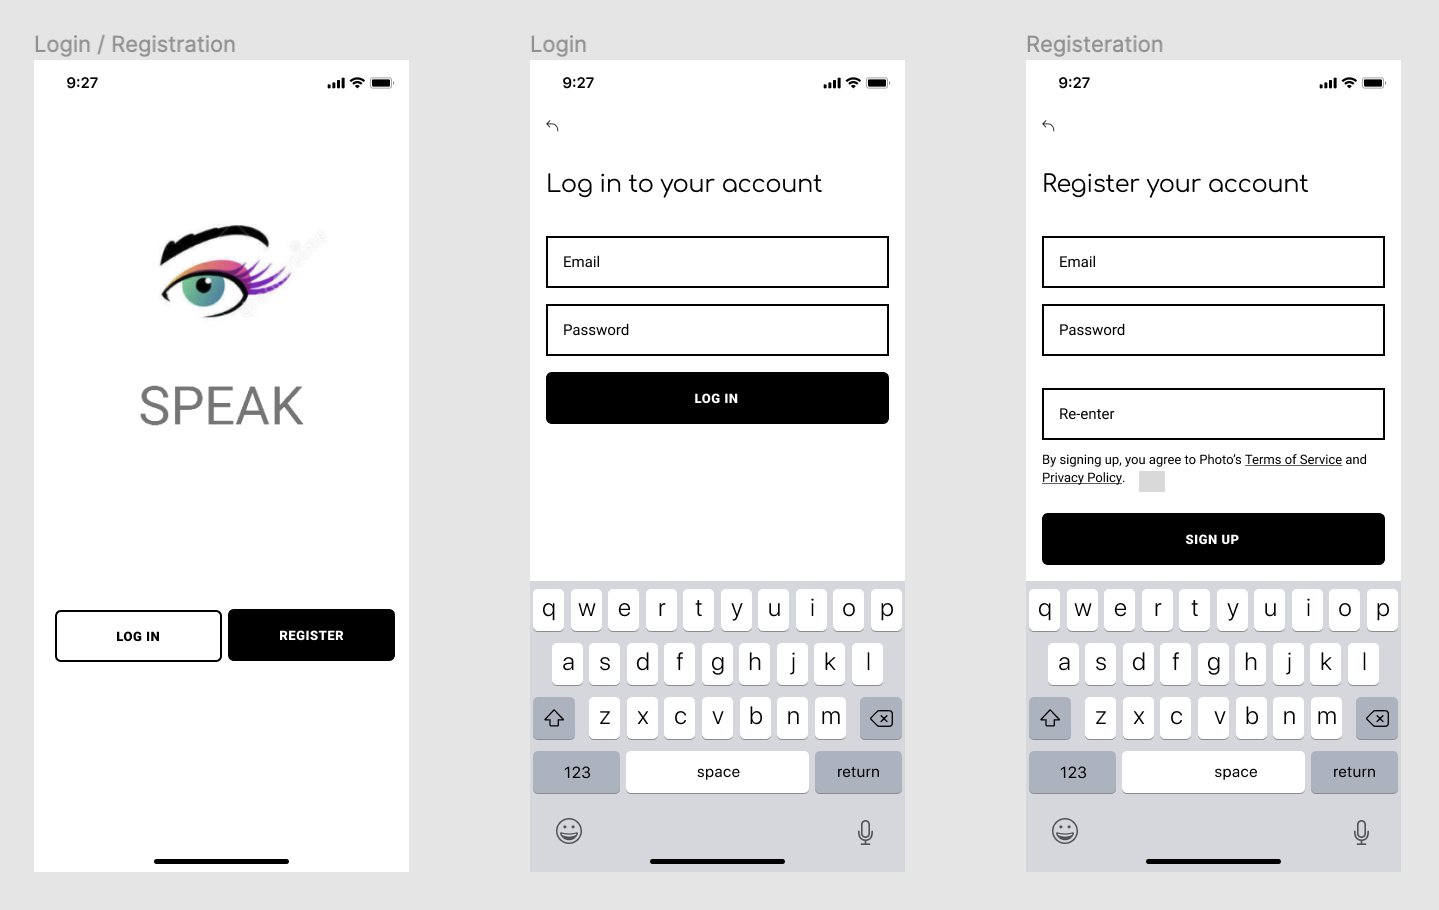 Login / Registration
9:27
SPEAK
LOG IN
REGISTER
Login
9:27
Log in to your account
Email
Password
LOG IN
q w e r t y u i o p
a s d f g h j k l
z x c v b n m
123 space return
Registeration
9:27
Register your account
Email
Password
Re-enter
By signing up, you agree to Photo’s Terms of Service and
Privacy Policy.
SIGN UP
q w e r t y u i o p
a s d f g h j k l
z x c v b n m
123 space return